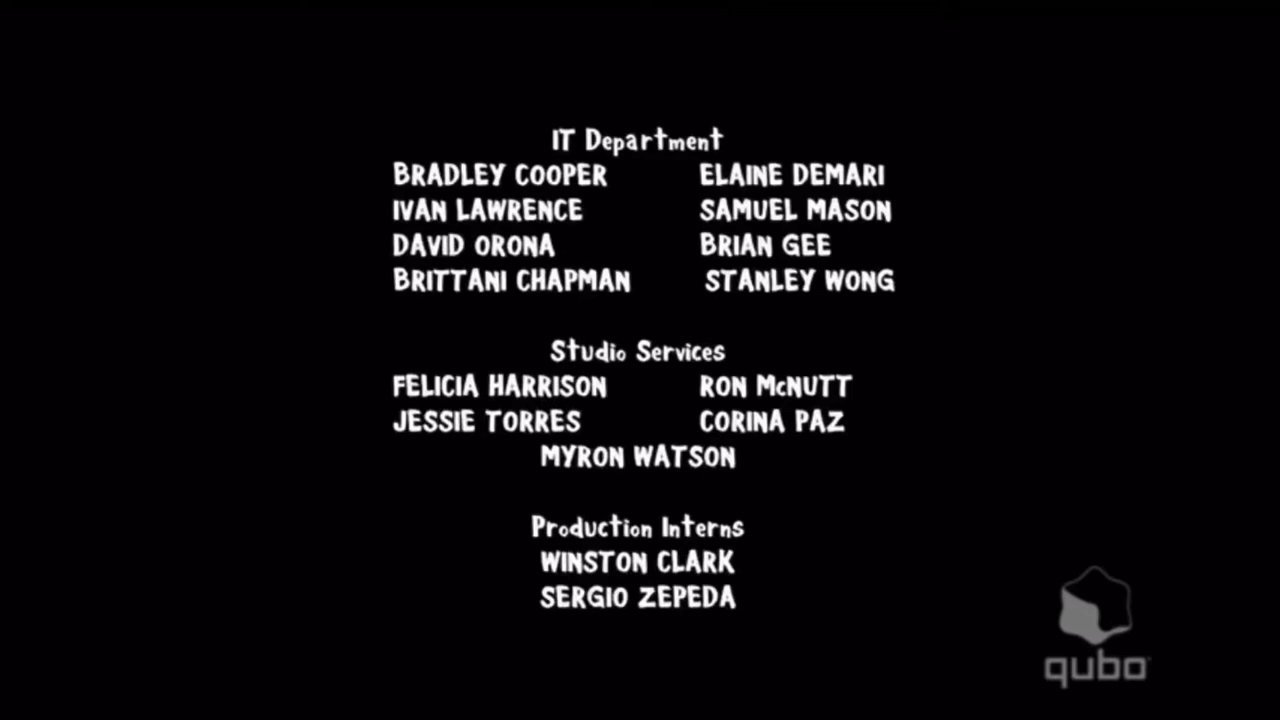 IT Department
BRADLEY COOPER ELAINE DEMARI
IVAN LAWRENCE SAMUEL MASON
DAVID ORONA BRIAN GEE
BRITTANI CHAPMAN STANLEY WONG
Studio Services
FELICIA HARRISON RON McNUTT
JESSIE TORRES CORINA PAZ
MYRON WATSON
Production Interns
WINSTON CLARK
SERGIO ZEPEDA
qubo